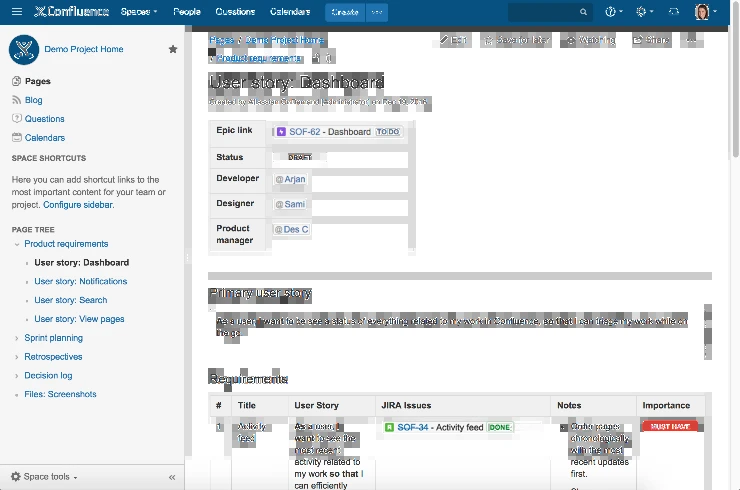 Confluence Spaces People Questions Calendars Create
Demo Project Home
Pages
Blog
Questions
Calendars
SPACE SHORTCUTS
Here you can add shortcut links to the
most important content for your team or
project. Configure sidebar.
PAGE TREE
Product requirements
User story: Dashboard
User story: Notifications
User story: Search
User story: View pages
Sprint planning
Retrospectives
Decision log
Files: Screenshots
Space tools
Pages / Demo Project Home
Edit Save for later Watching Share
/ Product requirements
User story: Dashboard
Epic link SOF-62 - Dashboard TO DO
Status DRAFT
Developer @Arjan
Designer @Sami
Product
manager
@Des C
Primary user story
As a user, I want to be see a status of everything related to my work in Confluence, so that I can triage my work while on
the go.
Requirements
# Title User Story JIRA Issues Notes Importance
1 Activity
feed
As a user, I
want to see the
most recent
activity related to
my work so that I
can efficiently
SOF-34 - Activity feed DONE
Order pages
chronologically
with the most
recent updates
first.
MUST HAVE